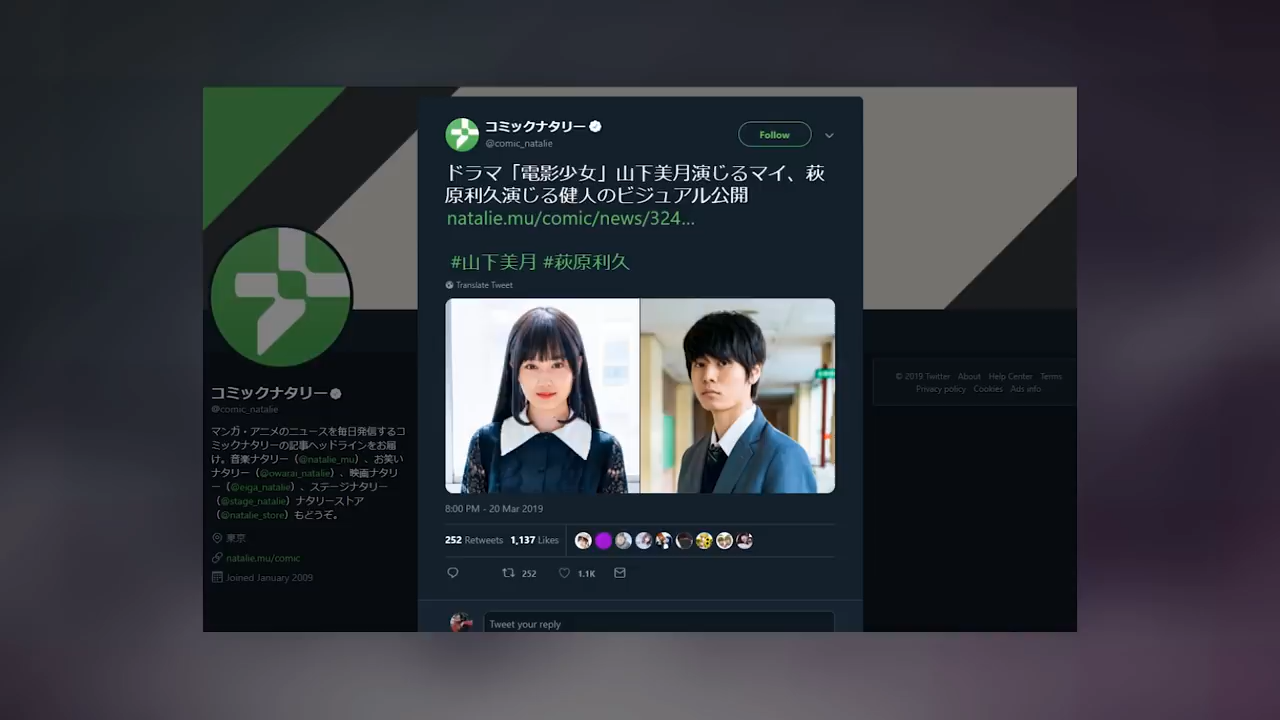 コミックナタリー
@comic_natalie
Follow
ドラマ「電影少女」山下美月演じるマイ、萩
原利久演じる健人のビジュアル公開
natalie.mu/comic/news/324...
#山下美月 #萩原利久
Translate Tweet
8:00 PM - 20 Mar 2019
252 Retweets 1,137 Likes
252 1.1K
Tweet your reply
コミックナタリー
@comic_natalie
マンガ・アニメのニュースを毎日発信するコ
ミックナタリーの記事ヘッドラインをお届
け。音楽ナタリー（@natalie_mu）、お笑い
ナタリー（@owarai_natalie）、映画ナタリ
ー（@eiga_natalie）、ステージナタリー
（@stage_natalie）ナタリーストア
（@natalie_store）もどうぞ。
東京
natalie.mu/comic
Joined January 2009
© 2019 Twitter About Help Center Terms
Privacy policy Cookies Ads info